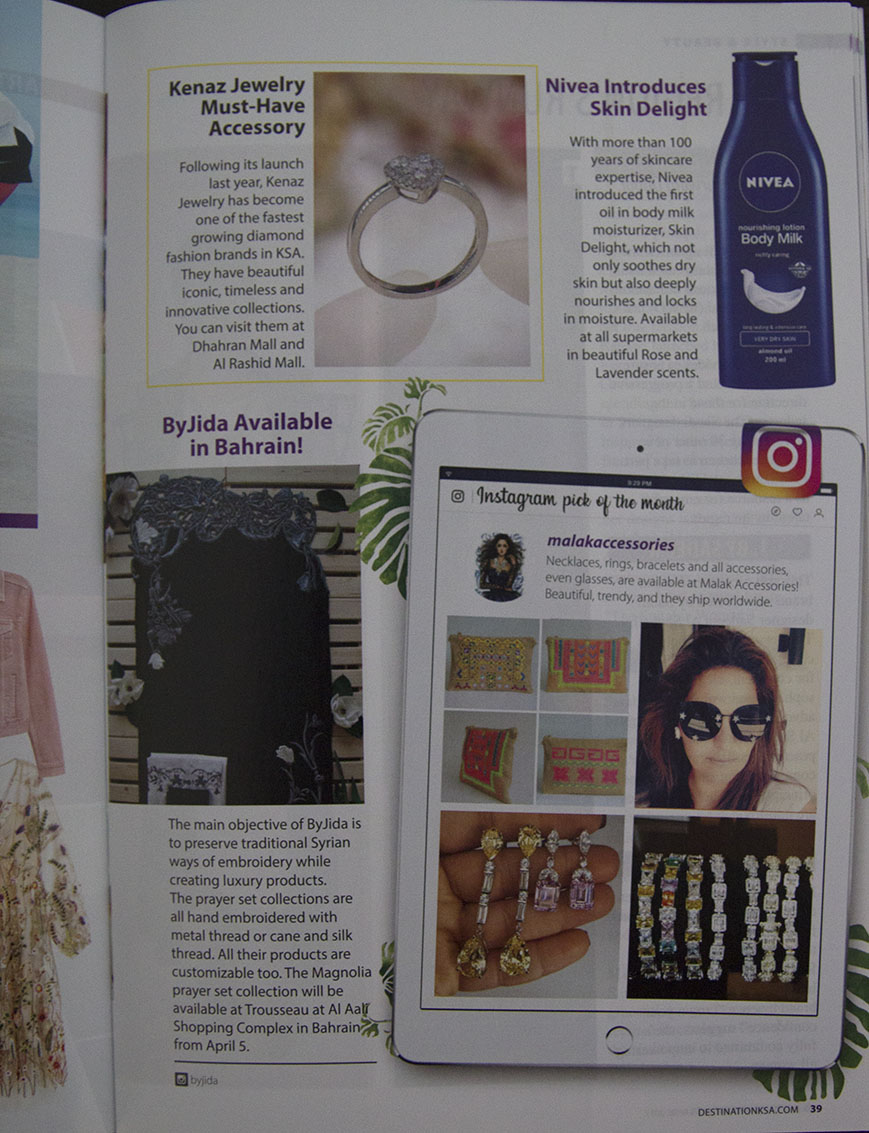 Kenaz Jewelry
Must-Have
Accessory
Following its launch
last year, Kenaz
Jewelry has become
one of the fastest
growing diamond
fashion brands in KSA.
They have beautiful
iconic, timeless and
innovative collections.
You can visit them at
Dhahran Mall and
Al Rashid Mall.
Nivea Introduces
Skin Delight
With more than 100
years of skincare
expertise, Nivea
introduced the first
oil in body milk
moisturizer, Skin
Delight, which not
only soothes dry
skin but also deeply
nourishes and locks
in moisture. Available
at all supermarkets
in beautiful Rose and
Lavender scents.
NIVEA
nourishing lotion
Body Milk
richly caring
long lasting & intensive care
VERY DRY SKIN
almond oil
200 ml
ByJida Available
in Bahrain!
The main objective of ByJida is
to preserve traditional Syrian
ways of embroidery while
creating luxury products.
The prayer set collections are
all hand embroidered with
metal thread or cane and silk
thread. All their products are
customizable too. The Magnolia
prayer set collection will be
available at Trousseau at Al Aali
Shopping Complex in Bahrain
from April 5.
byjida
9:29 PM
Instagram pick of the month
malakaccessories
Necklaces, rings, bracelets and all accessories,
even glasses, are available at Malak Accessories!
Beautiful, trendy, and they ship worldwide.
DESTINATIONKSA.COM 39